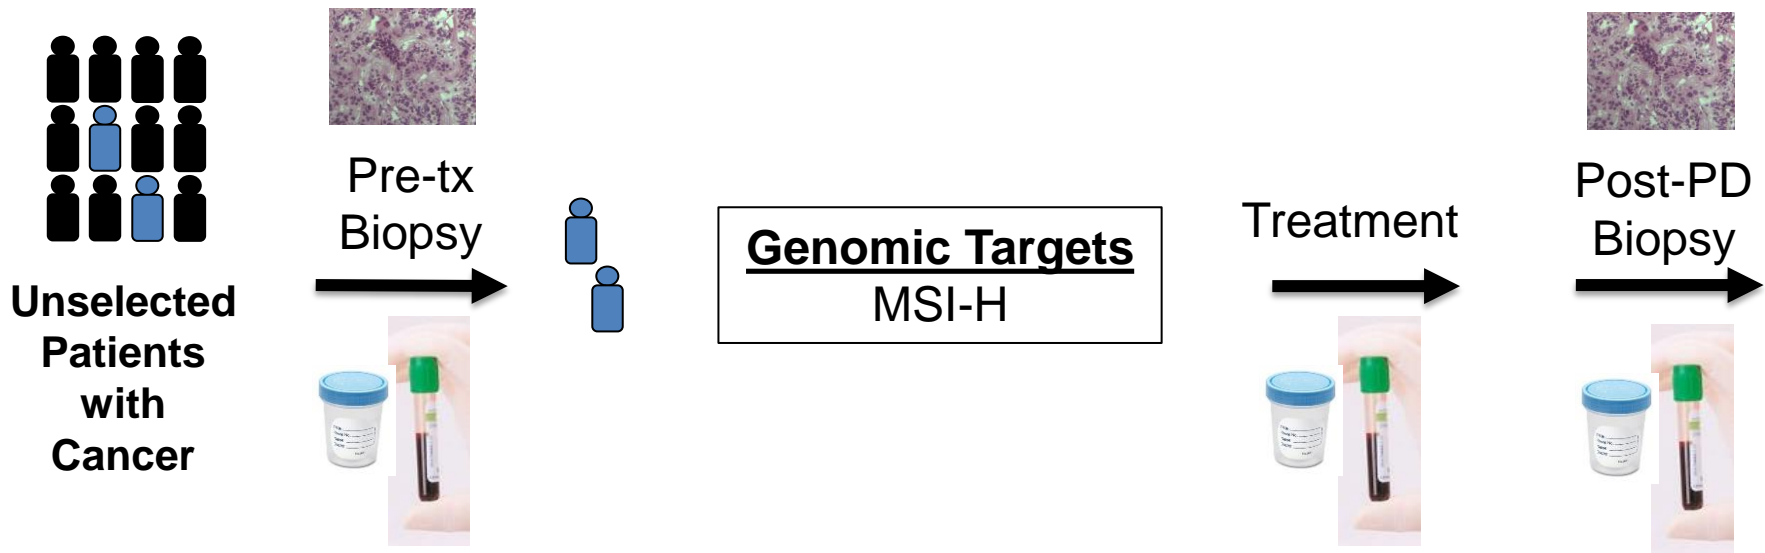 Unselected
Patients
with
Cancer
Pre-tx
Biopsy
Genomic Targets
MSI-H
Treatment
Post-PD
Biopsy